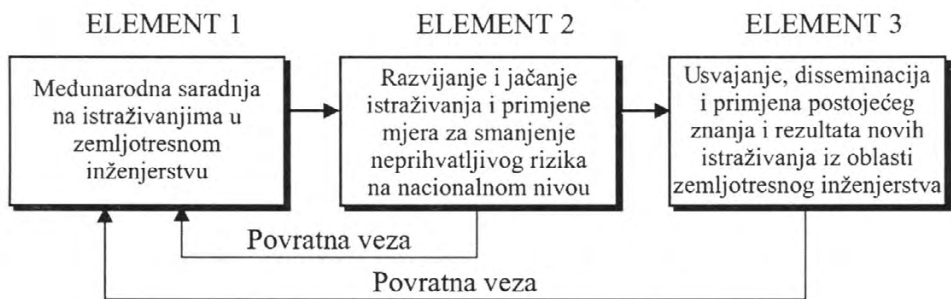 ELEMENT 1
Međunarodna saradnja
na istraživanjima u
zemljotresnom
inženjerstvu
ELEMENT 2
Razvijanje i jačanje
istraživanja i primjene
mjera za smanjenje
neprihvatljivog rizika
na nacionalnom nivou
ELEMENT 3
Usvajanje, disseminacija
i primjena postojećeg
znanja i rezultata novih
istraživanja iz oblasti
zemljotresnog inženjerstva
Povratna veza
Povratna veza